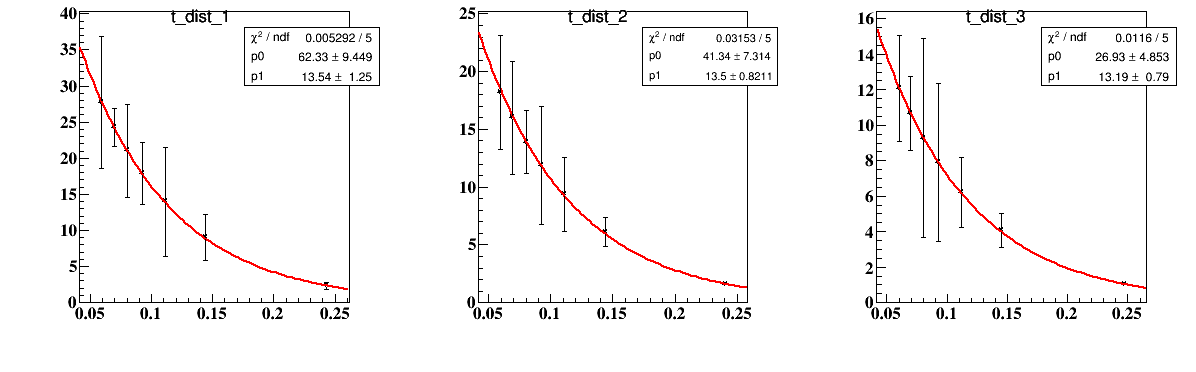 t_dist_1
χ² / ndf 0.005292 / 5
p0 62.33 ± 9.449
p1 13.54 ± 1.25
40
35
30
25
20
15
10
5
0
0.05 0.1 0.15 0.2 0.25
t_dist_2
χ² / ndf 0.03153 / 5
p0 41.34 ± 7.314
p1 13.5 ± 0.8211
25
20
15
10
5
0
0.05 0.1 0.15 0.2 0.25
t_dist_3
χ² / ndf 0.0116 / 5
p0 26.93 ± 4.853
p1 13.19 ± 0.79
16
14
12
10
8
6
4
2
0
0.05 0.1 0.15 0.2 0.25